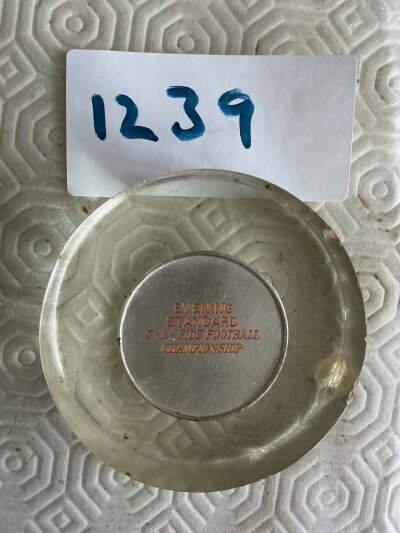 1239
EVENING
STANDARD
5 - A - SIDE FOOTBALL
CHAMPIONSHIP